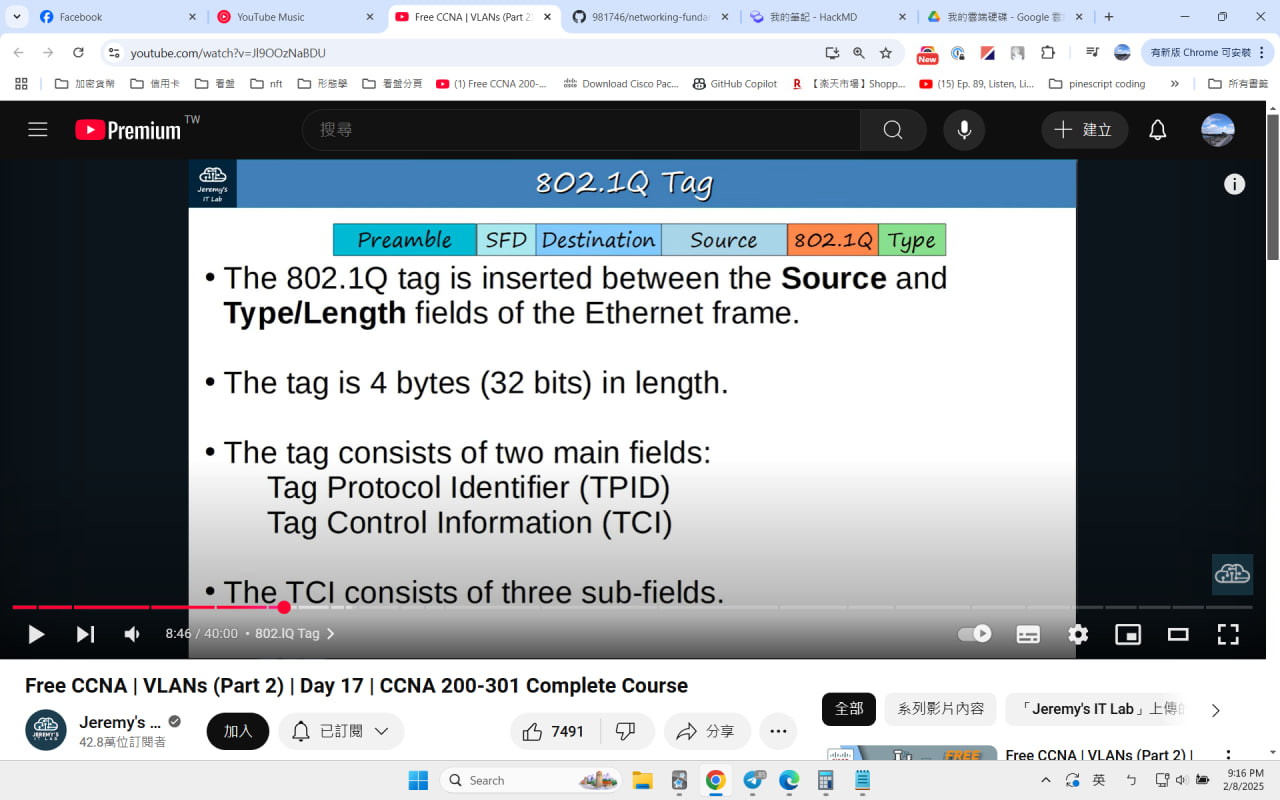 Facebook
YouTube Music
Free CCNA | VLANs (Part 2)
981746/networking-funda
我的筆記 - HackMD
我的雲端硬碟 - Google 雲
youtube.com/watch?v=Jl9OOzNaBDU
New
有新版 Chrome 可安裝
加密貨幣
信用卡
看盤
nft
形態學
看盤分頁
(1) Free CCNA 200-...
Download Cisco Pac...
GitHub Copilot
【楽天市場】Shopp...
(15) Ep. 89, Listen, Li...
pinescript coding
所有書籤
Premium TW
搜尋
建立
Jeremy's
IT Lab
802.1Q Tag
Preamble SFD Destination Source 802.1Q Type
• The 802.1Q tag is inserted between the Source and
Type/Length fields of the Ethernet frame.
• The tag is 4 bytes (32 bits) in length.
• The tag consists of two main fields:
Tag Protocol Identifier (TPID)
Tag Control Information (TCI)
• The TCI consists of three sub-fields.
8:46 / 40:00 • 802.1Q Tag
Free CCNA | VLANs (Part 2) | Day 17 | CCNA 200-301 Complete Course
JEREMY'S
IT LAB
Jeremy's ...
42.8萬位訂閱者
加入
已訂閱
7491
分享
全部
系列影片內容
「Jeremy's IT Lab」上傳的
FREE
Free CCNA | VLANs (Part 2) |
Search
英
ㄅ
9:16 PM
2/8/2025